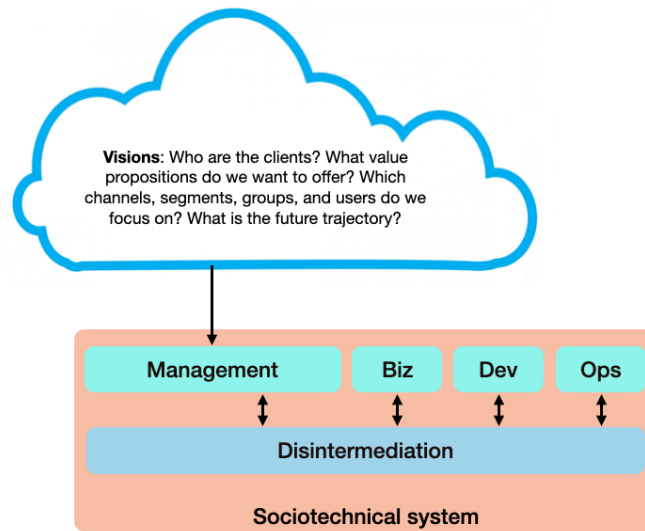 Visions: Who are the clients? What value
propositions do we want to offer? Which
channels, segments, groups, and users do we
focus on? What is the future trajectory?
Management
Biz
Dev
Ops
Disintermediation
Sociotechnical system